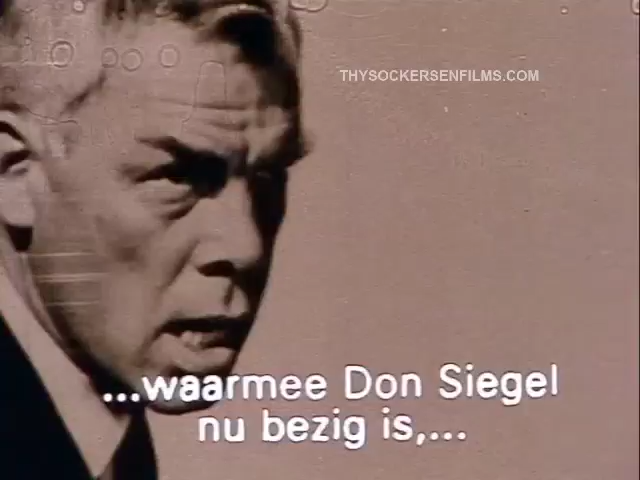 THYSOCKERSENFILMS.COM
...waarmee Don Siegel
nu bezig is,...